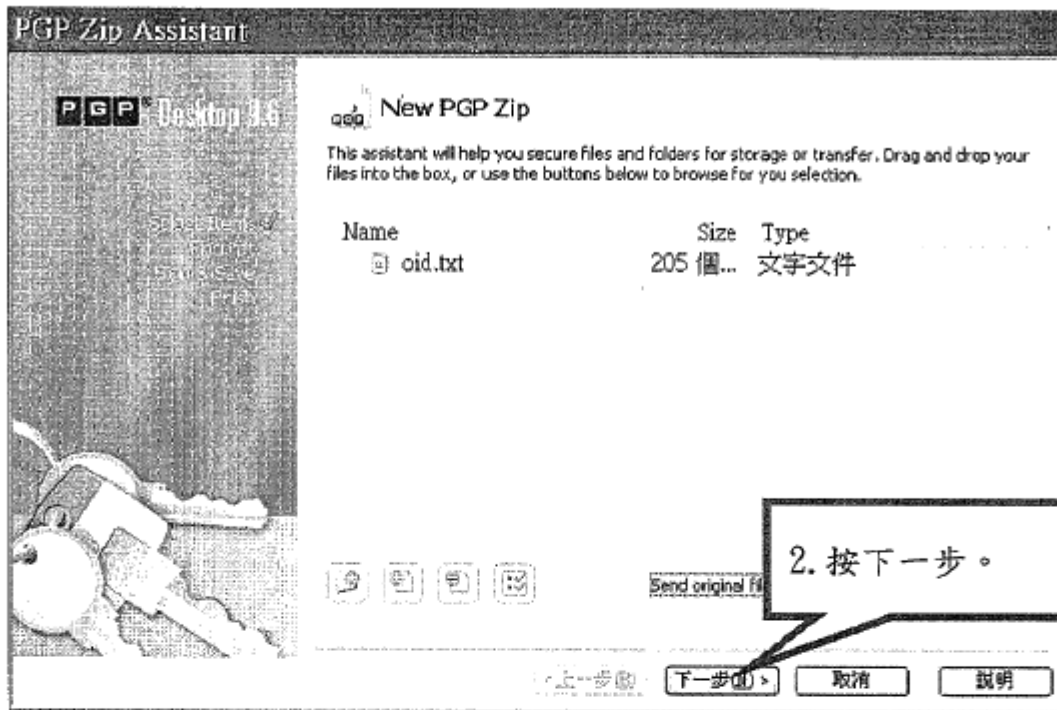 PGP Zip Assistant
PGP® Desktop 9.6
New PGP Zip
This assistant will help you secure files and folders for storage or transfer. Drag and drop your
files into the box, or use the buttons below to browse for you selection.
Name Size Type
oid.txt 205 個... 文字文件
Print
2. 按下一步。
Send original
<上一步(B) 下一步(N) > 取消 說明